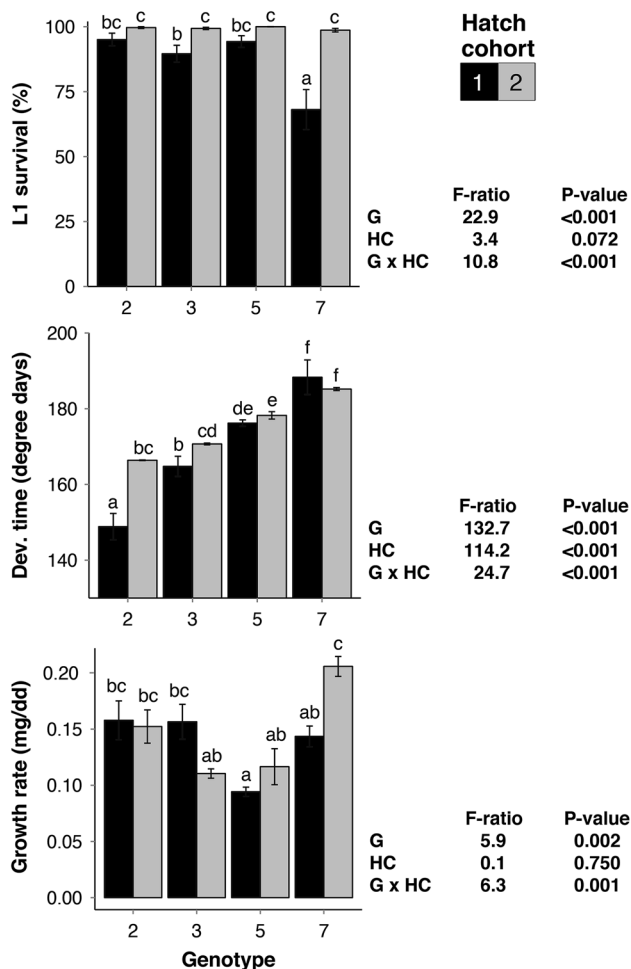 Hatch
cohort
1 2
L1 survival (%)
100
75
50
25
0
bc c b c bc c a c
2 3 5 7
F-ratio P-value
G 22.9 <0.001
HC 3.4 0.072
G x HC 10.8 <0.001
Dev. time (degree days)
200
180
160
140
a bc b cd de e f f
2 3 5 7
F-ratio P-value
G 132.7 <0.001
HC 114.2 <0.001
G x HC 24.7 <0.001
Growth rate (mg/dd)
0.20
0.15
0.10
0.05
0.00
bc bc bc ab a ab ab c
2 3 5 7
Genotype
F-ratio P-value
G 5.9 0.002
HC 0.1 0.750
G x HC 6.3 0.001